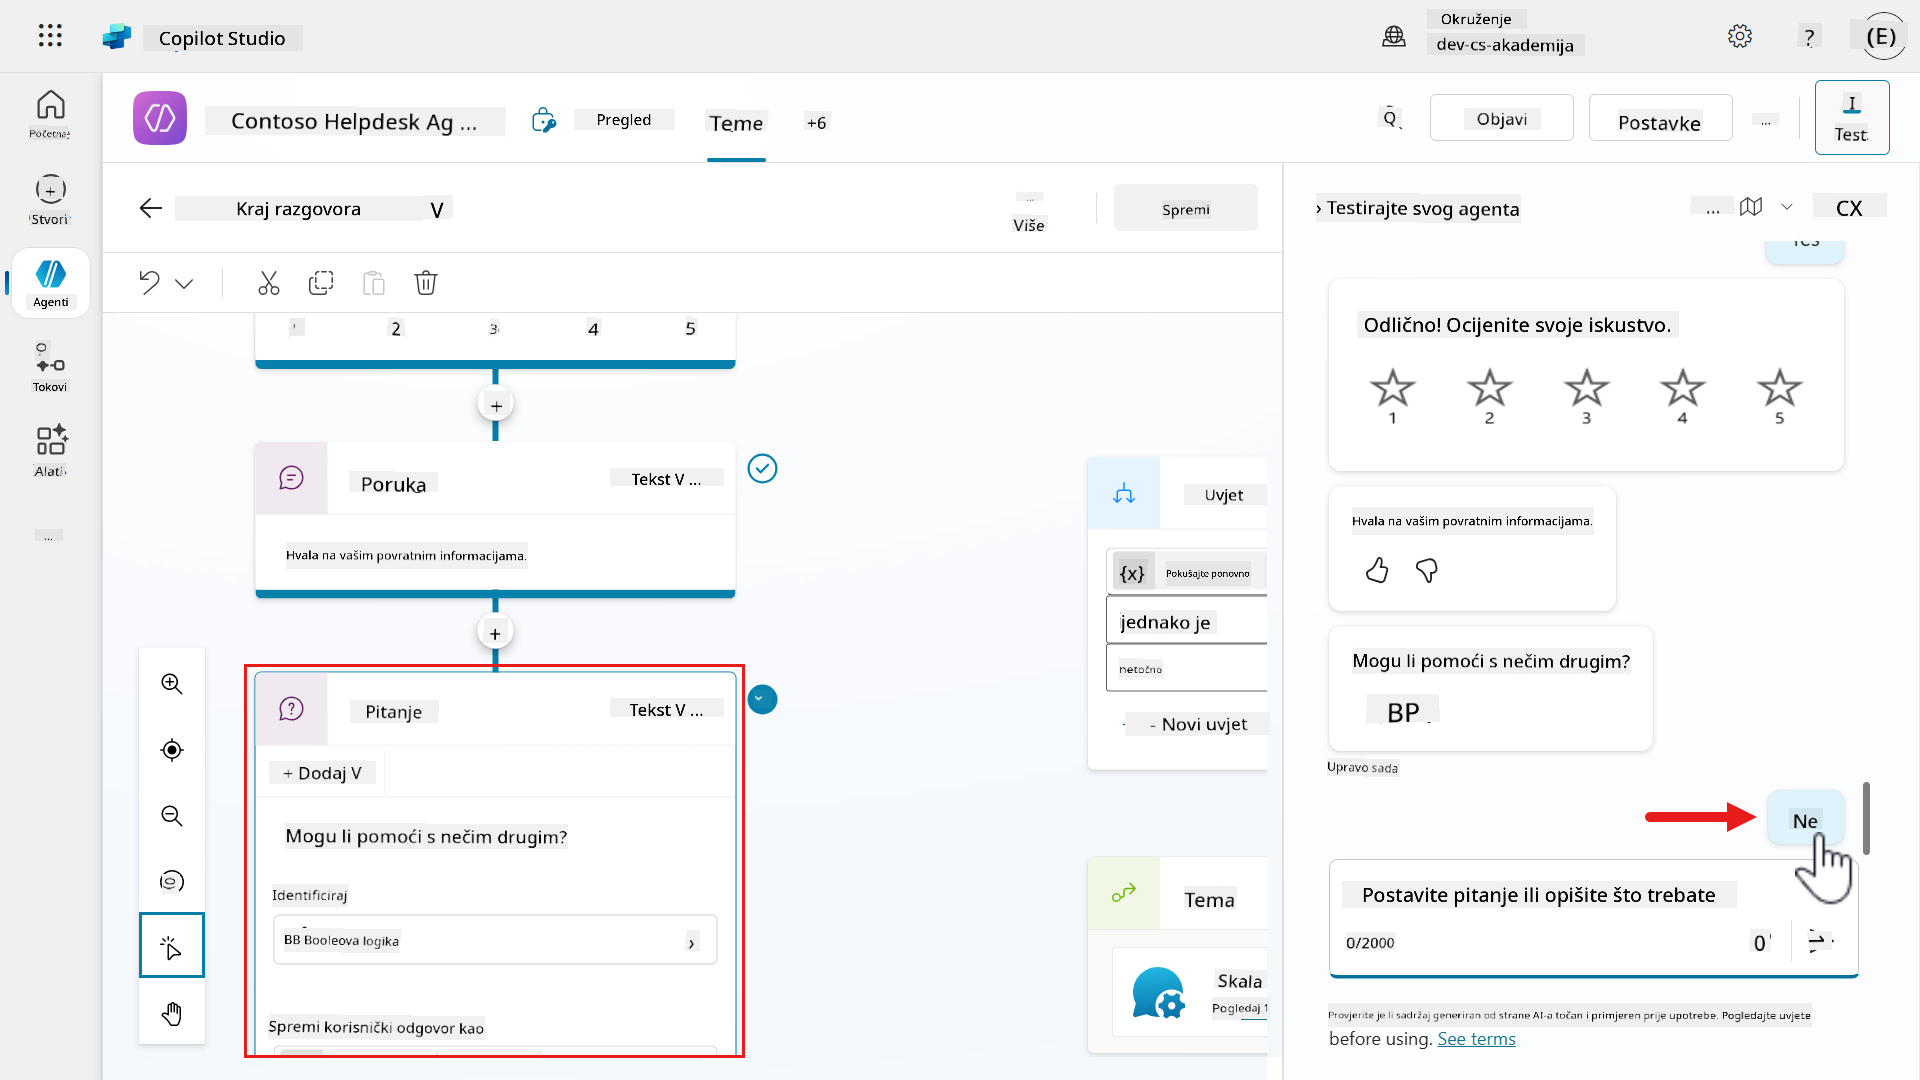 Copilot Studio
Okruženje
dev-cs-akademija
?
(E)
Početna
Stvori
Agenti
Tokovi
Alati
...
Contoso Helpdesk Ag ...
Pregled
Teme
+6
Objavi
Postavke
...
Test
Kraj razgovora
V
...
Više
Spremi
2
3
4
5
+
Poruka
Tekst V ...
Hvala na vašim povratnim informacijama.
+
Pitanje
Tekst V ...
+ Dodaj V
Mogu li pomoći s nečim drugim?
Identificiraj
BB Booleova logika
Spremi korisnički odgovor kao
Uvjet
{x}
Pokušajte ponovno
jednako je
netočno
- Novi uvjet
Tema
Skala
Pogledaj 1
› Testirajte svog agenta
...
CX
Odlično! Ocijenite svoje iskustvo.
1
2
3
4
5
Hvala na vašim povratnim informacijama.
Mogu li pomoći s nečim drugim?
BP
Upravo sada
Ne
Postavite pitanje ili opišite što trebate
0/2000
Provjerite je li sadržaj generiran od strane AI-a točan i primjeren prije upotrebe. Pogledajte uvjete
before using. See terms